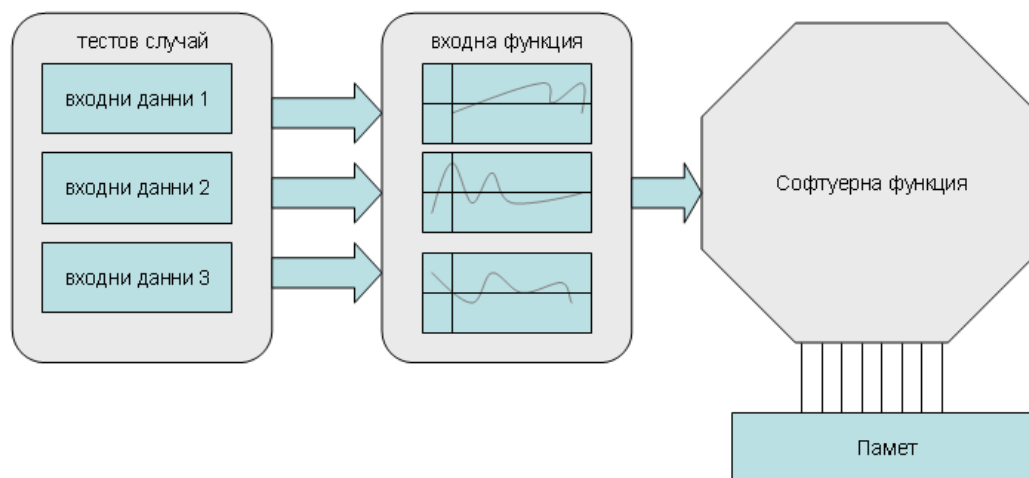 тестов случай
входни данни 1
входни данни 2
входни данни 3
входна функция
Софтуерна функция
Памет